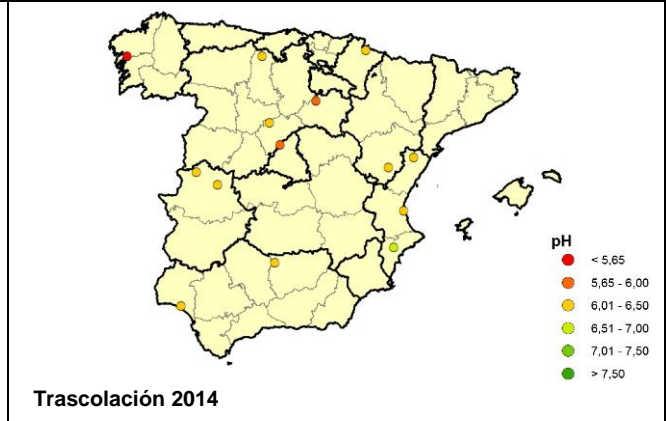 pH
< 5,65
5,65 - 6,00
6,01 - 6,50
6,51 - 7,00
7,01 - 7,50
> 7,50
Trascolación 2014